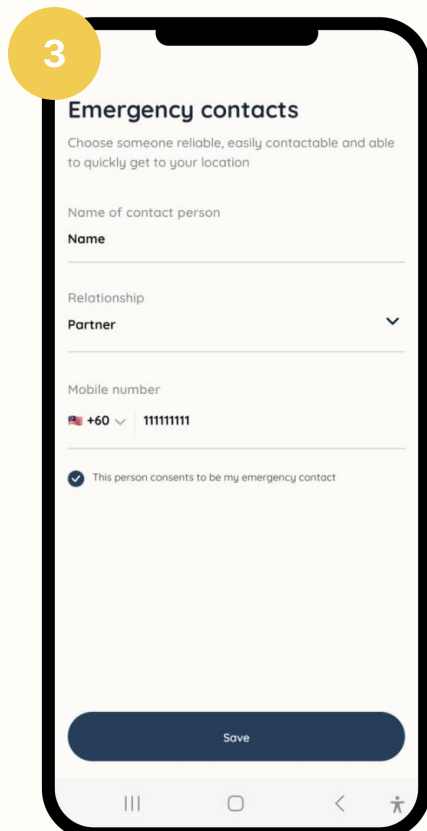 3
Emergency contacts
Choose someone reliable, easily contactable and able
to quickly get to your location
Name of contact person
Name
Relationship
Partner
Mobile number
+60 111111111
This person consents to be my emergency contact
Save